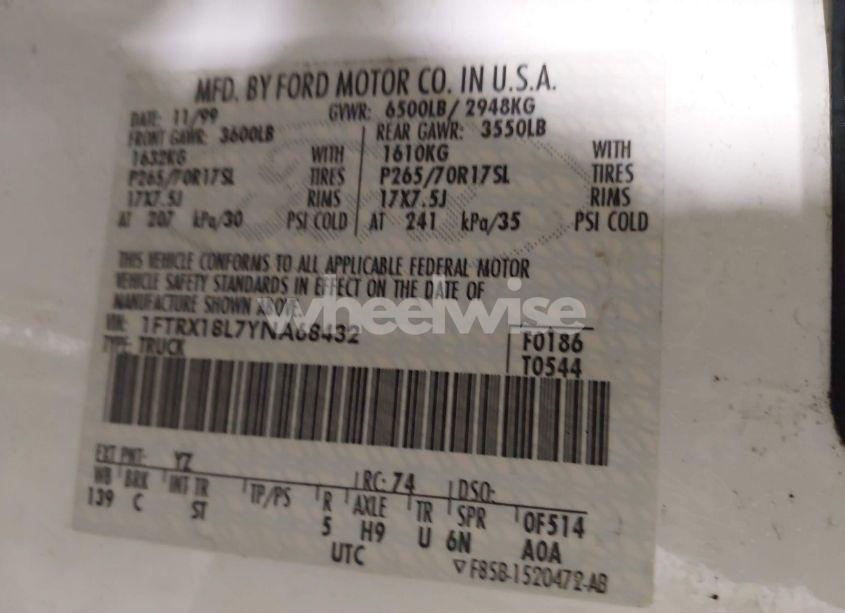 MFD. BY FORD MOTOR CO. IN U.S.A.
DATE: 11/99 GVWR: 6500LB/ 2948KG
FRONT GAWR: 3600LB REAR GAWR: 3550LB
1632KG WITH 1610KG WITH
P265/70R17SL TIRES P265/70R17SL TIRES
17X7.5J RIMS 17X7.5J RIMS
AT 207 kPa/30 PSI COLD AT 241 kPa/35 PSI COLD
THIS VEHICLE CONFORMS TO ALL APPLICABLE FEDERAL MOTOR
VEHICLE SAFETY STANDARDS IN EFFECT ON THE DATE OF
MANUFACTURE SHOWN ABOVE.
wheelwise
VIN: 1FTRX18L7YNA68432 F0186
TYPE: TRUCK T0544
EXT PNT: YZ RC: 74 DSO:
WB BRK INT TR TP/PS R AXLE TR SPR 0F514
139 C ST 5 H9 U 6N A0A
UTC F85B-1520472-AB